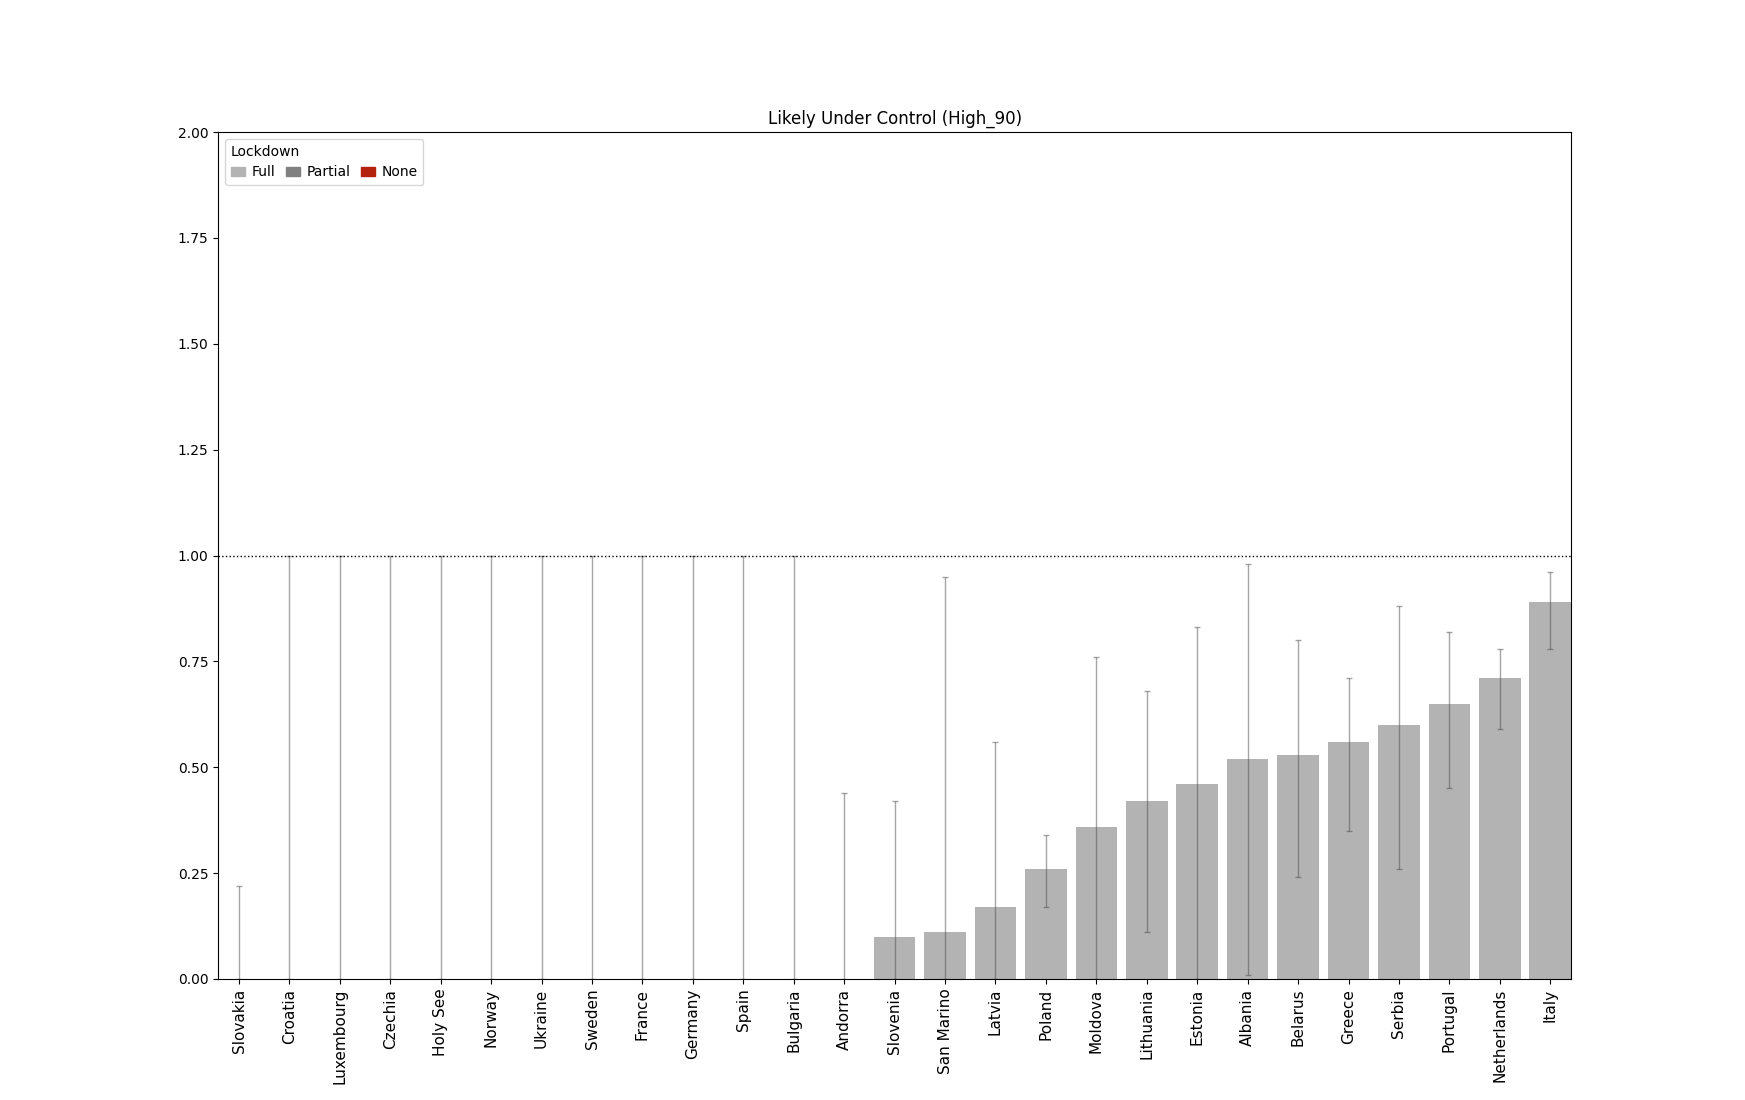 Likely Under Control (High_90)
2.00
Lockdown
Full Partial None
1.75
1.50
1.25
1.00
0.75
0.50
0.25
0.00
Slovakia
Croatia
Luxembourg
Czechia
Holy See
Norway
Ukraine
Sweden
France
Germany
Spain
Bulgaria
Andorra
Slovenia
San Marino
Latvia
Poland
Moldova
Lithuania
Estonia
Albania
Belarus
Greece
Serbia
Portugal
Netherlands
Italy